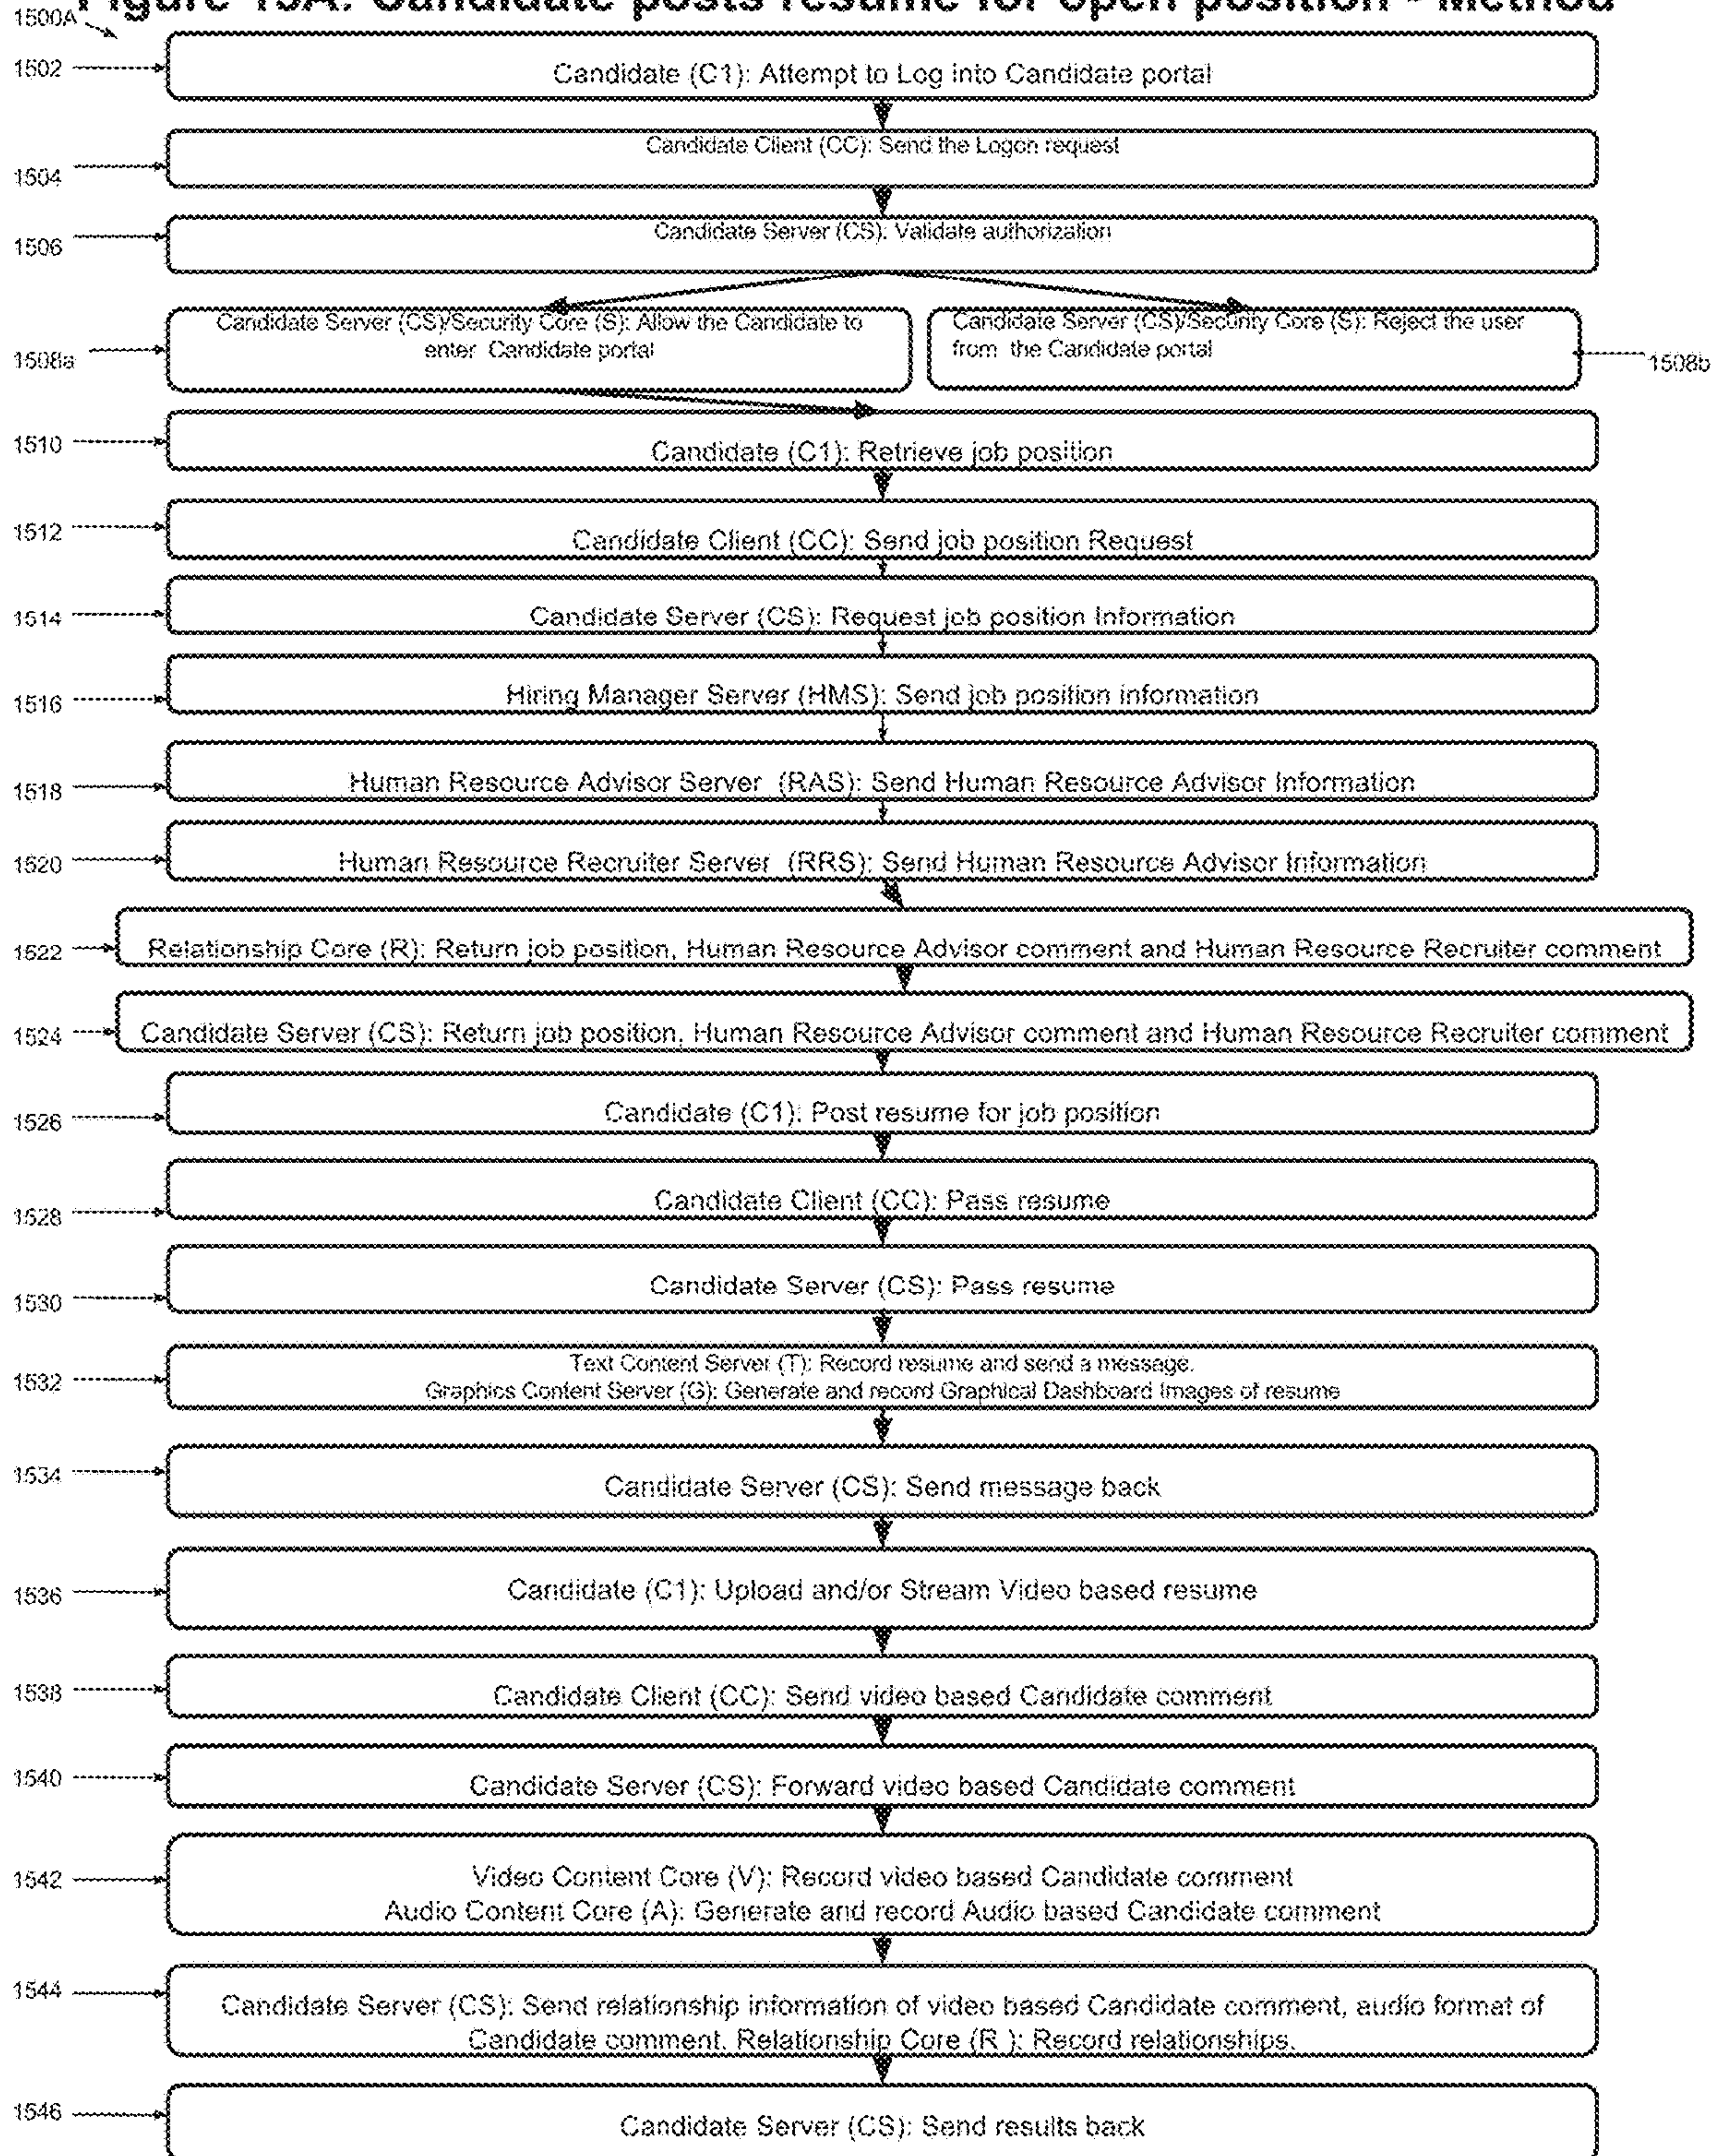 Figure 15A: Candidate posts resume for open position - Method
1500A
1502
Candidate (C1): Attempt to Log into Candidate portal
1504
Candidate Client (CC): Send the Logon request
1506
Candidate Server (CS): Validate authorization
1508a
Candidate Server (CS)/Security Core (S): Allow the Candidate to
enter Candidate portal
Candidate Server (CS)/Security Core (S): Reject the user
from the Candidate portal
1508b
1510
Candidate (C1): Retrieve job position
1512
Candidate Client (CC): Send job position Request
1514
Candidate Server (CS): Request job position Information
1516
Hiring Manager Server (HMS): Send job position information
1518
Human Resource Advisor Server (RAS): Send Human Resource Advisor Information
1520
Human Resource Recruiter Server (RRS): Send Human Resource Advisor Information
1522
Relationship Core (R): Return job position, Human Resource Advisor comment and Human Resource Recruiter comment
1524
Candidate Server (CS): Return job position, Human Resource Advisor comment and Human Resource Recruiter comment
1526
Candidate (C1): Post resume for job position
1528
Candidate Client (CC): Pass resume
1530
Candidate Server (CS): Pass resume
1532
Text Content Server (T): Record resume and send a message.
Graphics Content Server (G): Generate and record Graphical Dashboard Images of resume
1534
Candidate Server (CS): Send message back
1536
Candidate (C1): Upload and/or Stream Video based resume
1538
Candidate Client (CC): Send video based Candidate comment
1540
Candidate Server (CS): Forward video based Candidate comment
1542
Video Content Core (V): Record video based Candidate comment
Audio Content Core (A): Generate and record Audio based Candidate comment
1544
Candidate Server (CS): Send relationship information of video based Candidate comment, audio format of
Candidate comment. Relationship Core (R ): Record relationships.
1546
Candidate Server (CS): Send results back